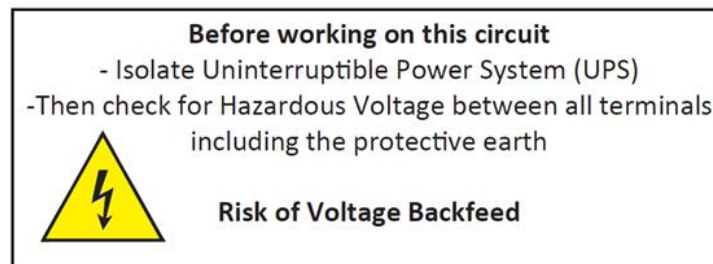 Before working on this circuit
- Isolate Uninterruptible Power System (UPS)
-Then check for Hazardous Voltage between all terminals
including the protective earth
Risk of Voltage Backfeed